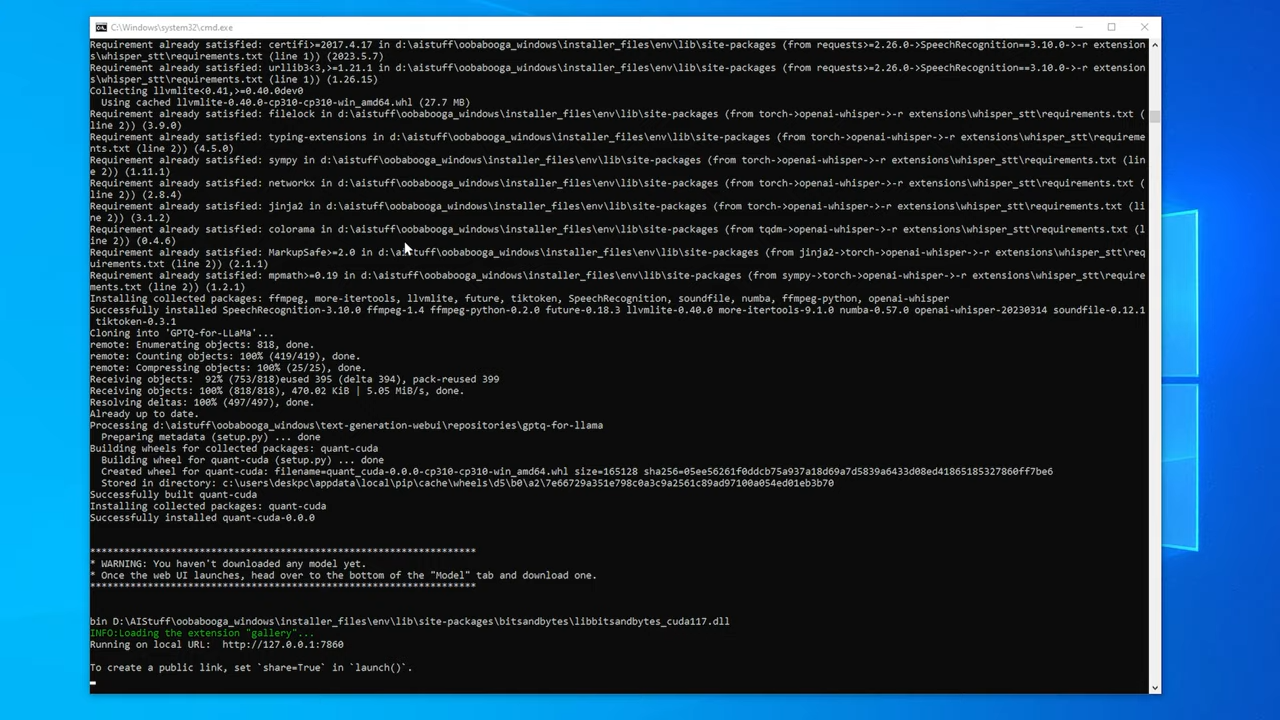 C:\Windows\system32\cmd.exe
Requirement already satisfied: certifi>=2017.4.17 in d:\aistuff\oobabooga_windows\installer_files\env\lib\site-packages (from requests>=2.26.0->SpeechRecognition==3.10.0->-r extension
s\whisper_stt\requirements.txt (line 1)) (2023.5.7)
Requirement already satisfied: urllib3<3,>=1.21.1 in d:\aistuff\oobabooga_windows\installer_files\env\lib\site-packages (from requests>=2.26.0->SpeechRecognition==3.10.0->-r extension
s\whisper_stt\requirements.txt (line 1)) (1.26.15)
Collecting llvmlite<0.41,>=0.40.0dev0
Using cached llvmlite-0.40.0-cp310-cp310-win_amd64.whl (27.7 MB)
Requirement already satisfied: filelock in d:\aistuff\oobabooga_windows\installer_files\env\lib\site-packages (from torch->openai-whisper->-r extensions\whisper_stt\requirements.txt (
line 2)) (3.9.0)
Requirement already satisfied: typing-extensions in d:\aistuff\oobabooga_windows\installer_files\env\lib\site-packages (from torch->openai-whisper->-r extensions\whisper_stt\requireme
nts.txt (line 2)) (4.5.0)
Requirement already satisfied: sympy in d:\aistuff\oobabooga_windows\installer_files\env\lib\site-packages (from torch->openai-whisper->-r extensions\whisper_stt\requirements.txt (lin
e 2)) (1.11.1)
Requirement already satisfied: networkx in d:\aistuff\oobabooga_windows\installer_files\env\lib\site-packages (from torch->openai-whisper->-r extensions\whisper_stt\requirements.txt (
line 2)) (2.8.4)
Requirement already satisfied: jinja2 in d:\aistuff\oobabooga_windows\installer_files\env\lib\site-packages (from torch->openai-whisper->-r extensions\whisper_stt\requirements.txt (li
ne 2)) (3.1.2)
Requirement already satisfied: colorama in d:\aistuff\oobabooga_windows\installer_files\env\lib\site-packages (from tqdm->openai-whisper->-r extensions\whisper_stt\requirements.txt (l
ine 2)) (0.4.6)
Requirement already satisfied: MarkupSafe>=2.0 in d:\aistuff\oobabooga_windows\installer_files\env\lib\site-packages (from jinja2->torch->openai-whisper->-r extensions\whisper_stt\req
uirements.txt (line 2)) (2.1.1)
Requirement already satisfied: mpmath>=0.19 in d:\aistuff\oobabooga_windows\installer_files\env\lib\site-packages (from sympy->torch->openai-whisper->-r extensions\whisper_stt\require
ments.txt (line 2)) (1.2.1)
Installing collected packages: ffmpeg, more-itertools, llvmlite, future, tiktoken, SpeechRecognition, soundfile, numba, ffmpeg-python, openai-whisper
Successfully installed SpeechRecognition-3.10.0 ffmpeg-1.4 ffmpeg-python-0.2.0 future-0.18.3 llvmlite-0.40.0 more-itertools-9.1.0 numba-0.57.0 openai-whisper-20230314 soundfile-0.12.1
tiktoken-0.3.1
Cloning into 'GPTQ-for-LLaMa'...
remote: Enumerating objects: 818, done.
remote: Counting objects: 100% (419/419), done.
remote: Compressing objects: 100% (25/25), done.
Receiving objects:  92% (753/818)eused 395 (delta 394), pack-reused 399
Receiving objects: 100% (818/818), 470.02 KiB | 5.05 MiB/s, done.
Resolving deltas: 100% (497/497), done.
Already up to date.
Processing d:\aistuff\oobabooga_windows\text-generation-webui\repositories\gptq-for-llama
Preparing metadata (setup.py) ... done
Building wheels for collected packages: quant-cuda
Building wheel for quant-cuda (setup.py) ... done
Created wheel for quant-cuda: filename=quant_cuda-0.0.0-cp310-cp310-win_amd64.whl size=165128 sha256=05ee56261f0ddcb75a937a18d69a7d5839a6433d08ed41865185327860ff7be6
Stored in directory: c:\users\deskpc\appdata\local\pip\cache\wheels\d5\b0\a2\7e66729a351e798c0a3c9a2561c89ad97100a054ed01eb3b70
Successfully built quant-cuda
Installing collected packages: quant-cuda
Successfully installed quant-cuda-0.0.0
*******************************************************************
* WARNING: You haven't downloaded any model yet.
* Once the web UI launches, head over to the bottom of the "Model" tab and download one.
*******************************************************************
bin D:\AIStuff\oobabooga_windows\installer_files\env\lib\site-packages\bitsandbytes\libbitsandbytes_cuda117.dll
INFO:Loading the extension "gallery"...
Running on local URL:  http://127.0.0.1:7860
To create a public link, set `share=True` in `launch()`.